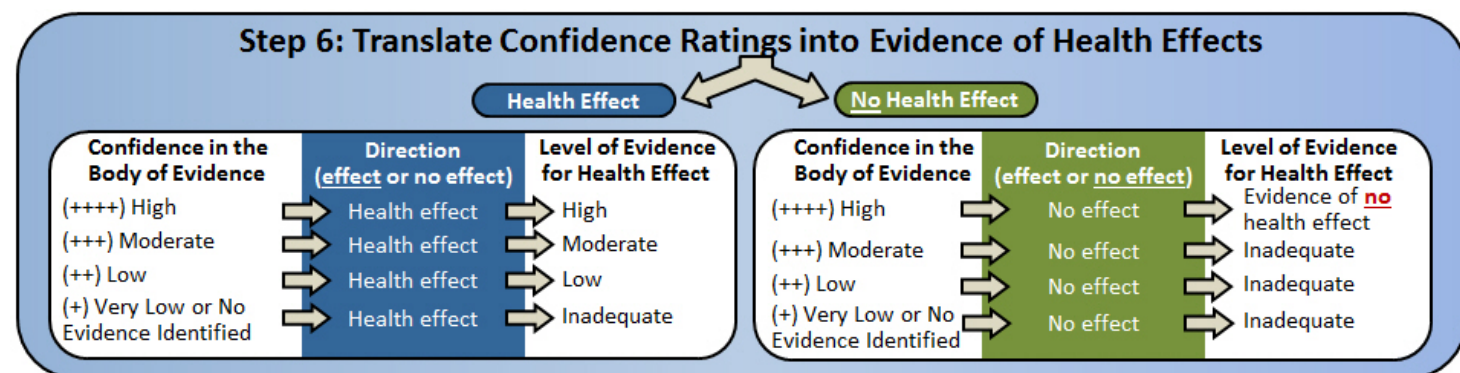 Step 6: Translate Confidence Ratings into Evidence of Health Effects
Health Effect
No Health Effect
Confidence in the
Body of Evidence
Direction
(effect or no effect)
Level of Evidence
for Health Effect
(++++) High
Health effect
High
(+++) Moderate
Health effect
Moderate
(++) Low
Health effect
Low
(+) Very Low or No
Evidence Identified
Health effect
Inadequate
Confidence in the
Body of Evidence
Direction
(effect or no effect)
Level of Evidence
for Health Effect
(++++) High
No effect
Evidence of no
health effect
(+++) Moderate
No effect
Inadequate
(++) Low
No effect
Inadequate
(+) Very Low or No
Evidence Identified
No effect
Inadequate